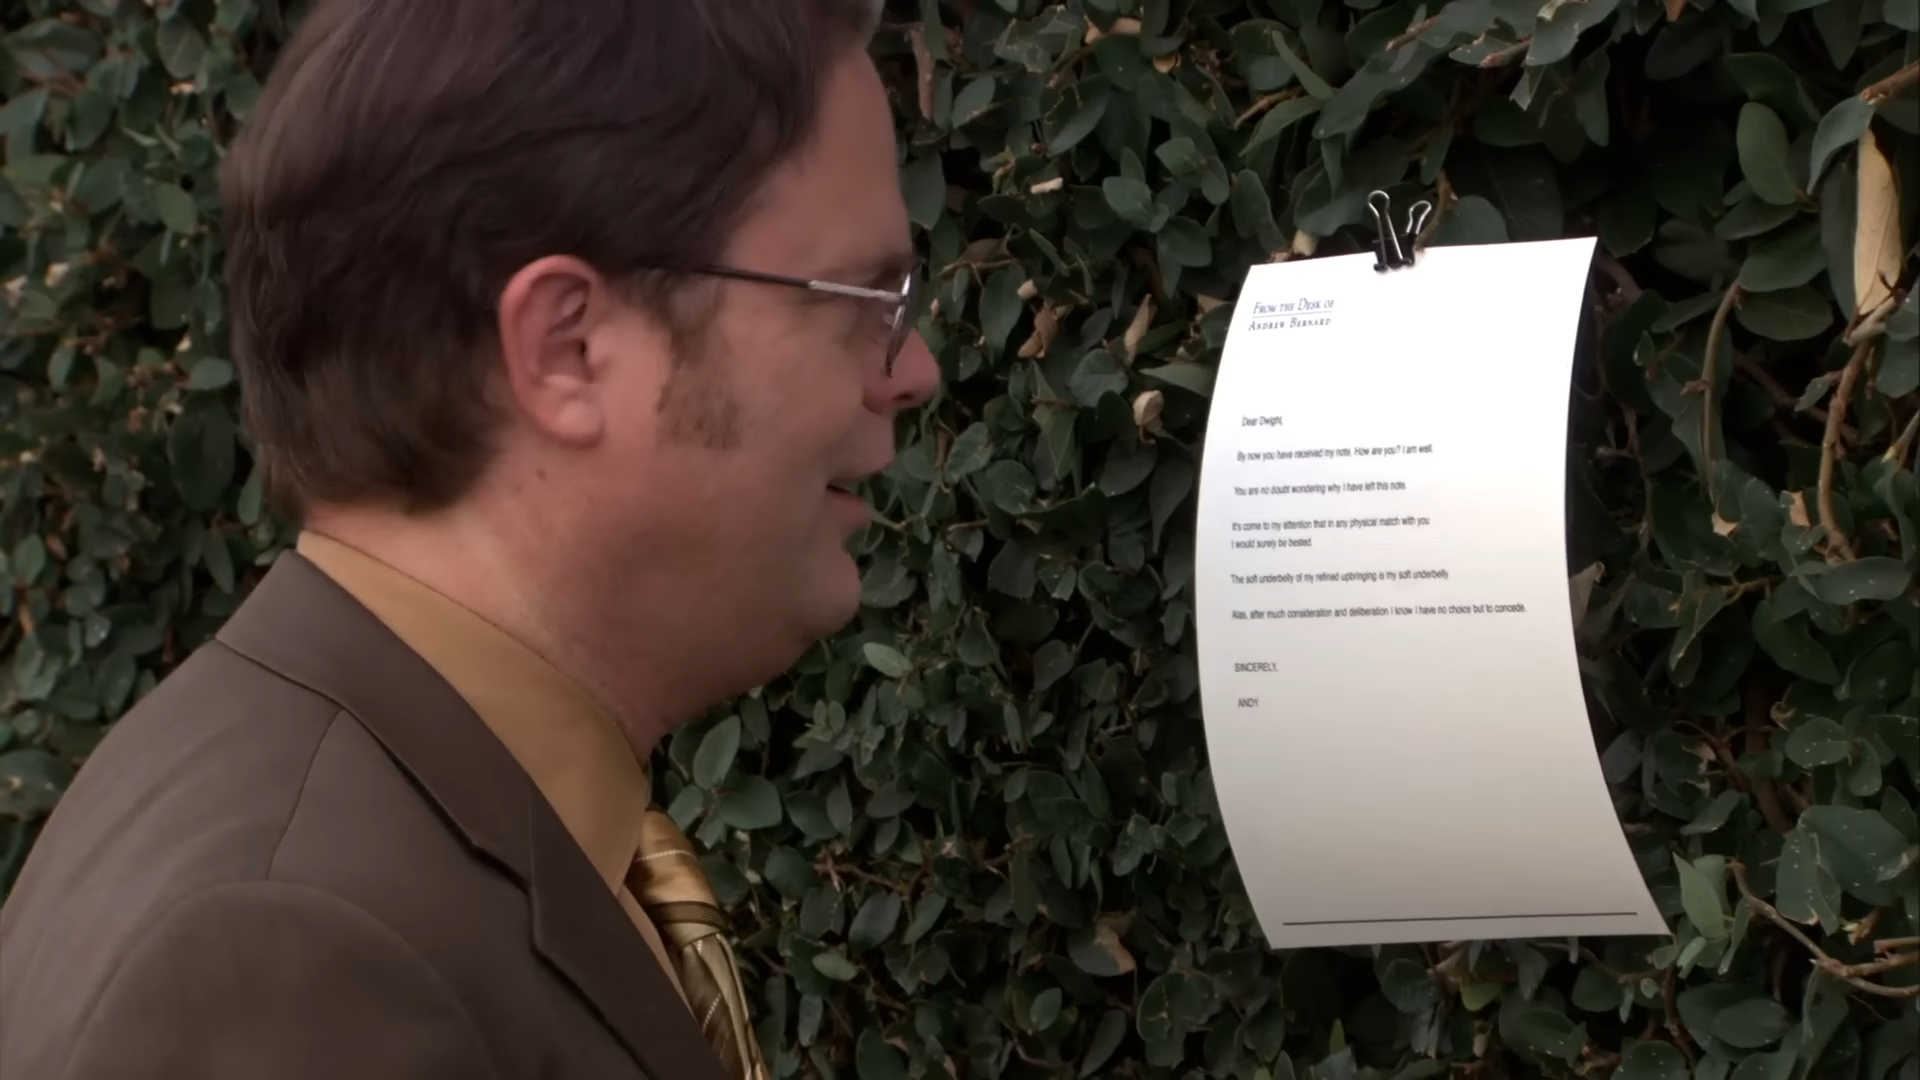 FROM THE DESK OF
ANDREW BERNARD
Dear Dwight,
By now you have received my note. How are you? I am well.
You are no doubt wondering why I have left this note.
It's come to my attention that in any physical match with you
I would surely be bested.
The soft underbelly of my refined upbringing is my soft underbelly.
Alas, after much consideration and deliberation I know I have no choice but to concede.
SINCERELY,
ANDY